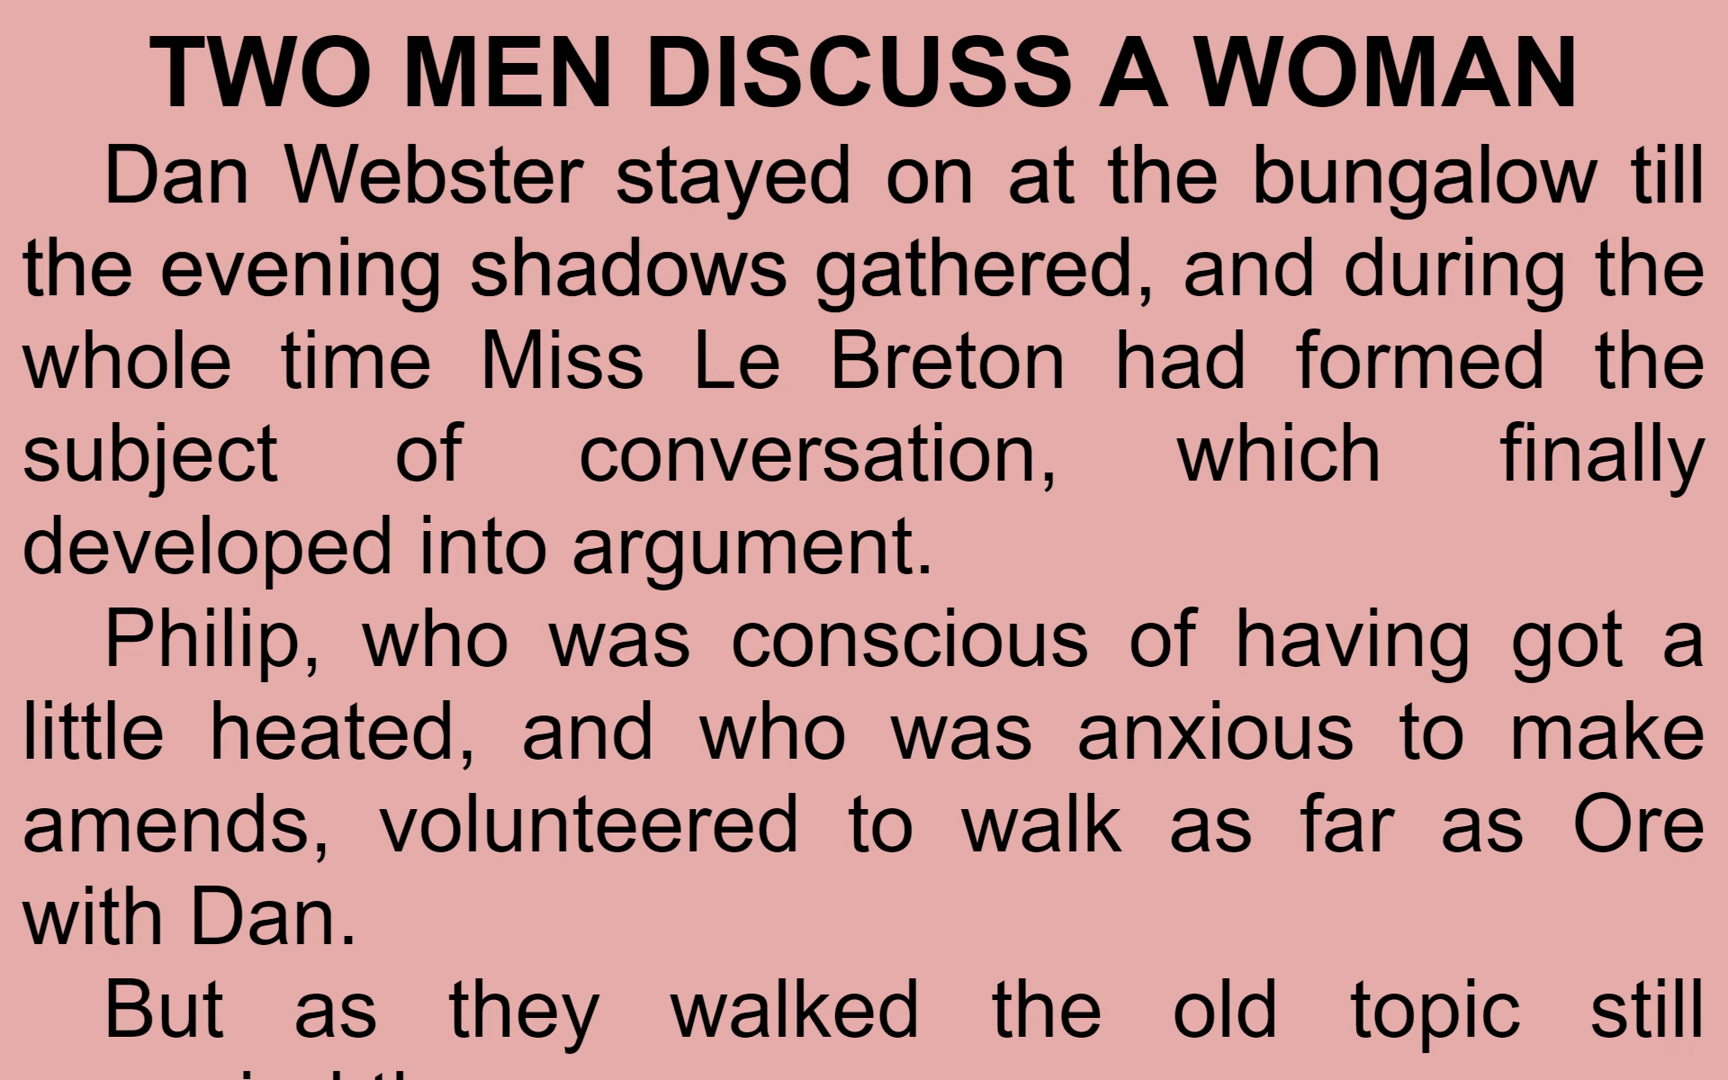 TWO MEN DISCUSS A WOMAN
Dan Webster stayed on at the bungalow till
the evening shadows gathered, and during the
whole time Miss Le Breton had formed the
subject of conversation, which finally
developed into argument.
Philip, who was conscious of having got a
little heated, and who was anxious to make
amends, volunteered to walk as far as Ore
with Dan.
But as they walked the old topic still